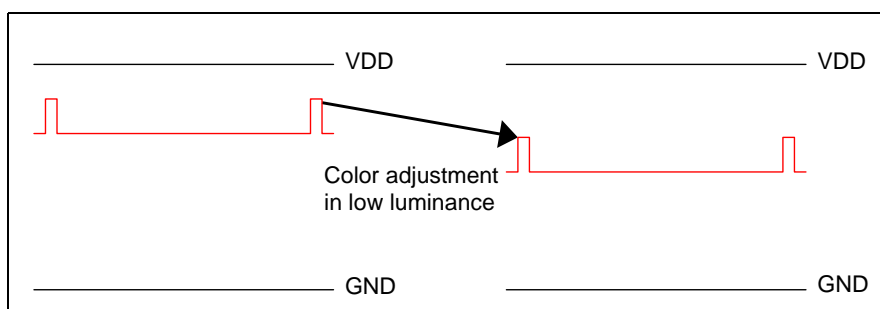 VDD
VDD
Color adjustment
in low luminance
GND
GND